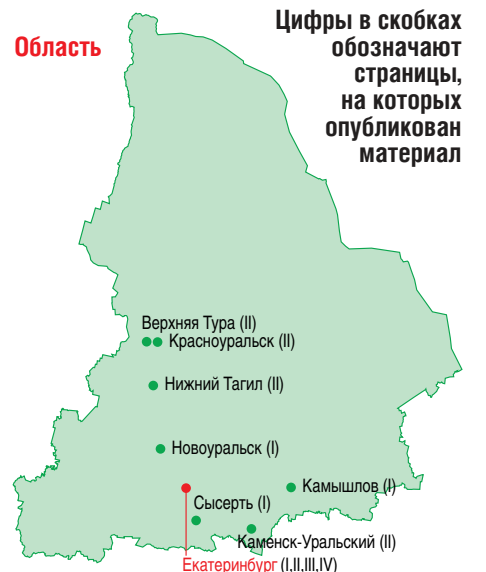 Область
Цифры в скобках
обозначают
страницы,
на которых
опубликован
материал
Верхняя Тура (II)
Красноуральск (II)
Нижний Тагил (II)
Новоуральск (I)
Камышлов (I)
Сысерть (I)
Каменск-Уральский (II)
Екатеринбург (I,II,III,IV)